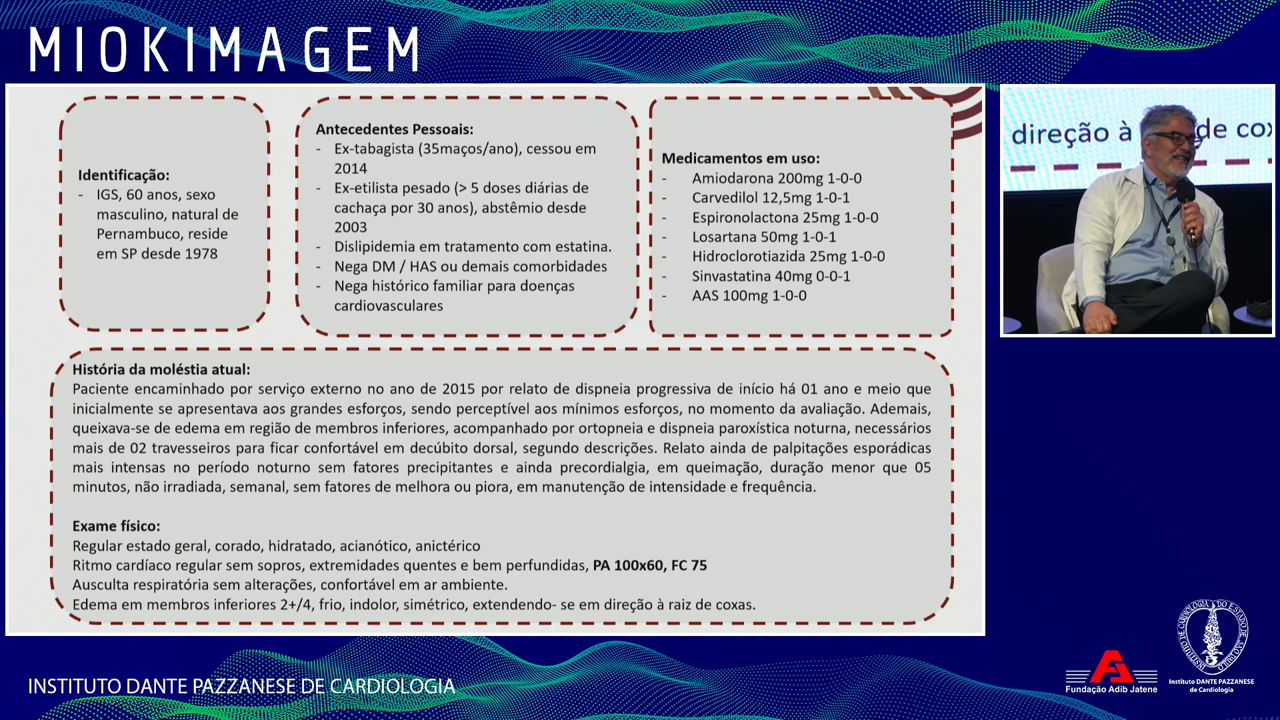 MIOKIMAGEM
Identificação:
- IGS, 60 anos, sexo
masculino, natural de
Pernambuco, reside
em SP desde 1978
Antecedentes Pessoais:
- Ex-tabagista (35maços/ano), cessou em
2014
- Ex-etilista pesado (> 5 doses diárias de
cachaça por 30 anos), abstêmio desde
2003
- Dislipidemia em tratamento com estatina.
- Nega DM / HAS ou demais comorbidades
- Nega histórico familiar para doenças
cardiovasculares
Medicamentos em uso:
- Amiodarona 200mg 1-0-0
- Carvedilol 12,5mg 1-0-1
- Espironolactona 25mg 1-0-0
- Losartana 50mg 1-0-1
- Hidroclorotiazida 25mg 1-0-0
- Sinvastatina 40mg 0-0-1
- AAS 100mg 1-0-0
História da moléstia atual:
Paciente encaminhado por serviço externo no ano de 2015 por relato de dispneia progressiva de início há 01 ano e meio que
inicialmente se apresentava aos grandes esforços, sendo perceptível aos mínimos esforços, no momento da avaliação. Ademais,
queixava-se de edema em região de membros inferiores, acompanhado por ortopneia e dispneia paroxística noturna, necessários
mais de 02 travesseiros para ficar confortável em decúbito dorsal, segundo descrições. Relato ainda de palpitações esporádicas
mais intensas no período noturno sem fatores precipitantes e ainda precordialgia, em queimação, duração menor que 05
minutos, não irradiada, semanal, sem fatores de melhora ou piora, em manutenção de intensidade e frequência.
Exame físico:
Regular estado geral, corado, hidratado, acianótico, anictérico
Ritmo cardíaco regular sem sopros, extremidades quentes e bem perfundidas, PA 100x60, FC 75
Ausculta respiratória sem alterações, confortável em ar ambiente.
Edema em membros inferiores 2+/4, frio, indolor, simétrico, extendendo- se em direção à raiz de coxas.
direção à de cox
INSTITUTO DANTE PAZZANESE DE CARDIOLOGIA
Fundação Adib Jatene
INSTITUTO DE CARDIOLOGIA DO ESTADO DE SÃO PAULO
Instituto DANTE PAZZANESE
de Cardiologia